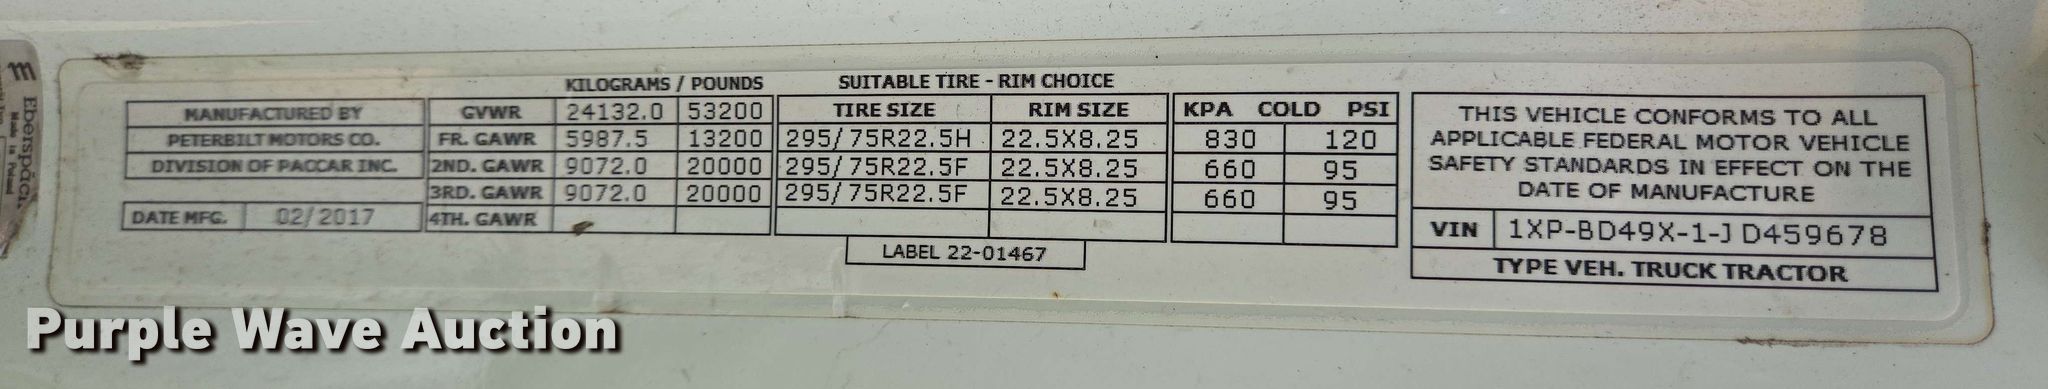 KILOGRAMS / POUNDS
SUITABLE TIRE - RIM CHOICE
MANUFACTURED BY
PETERBILT MOTORS CO.
DIVISION OF PACCAR INC.
DATE MFG. 02/2017
GVWR 24132.0 53200
FR. GAWR 5987.5 13200
2ND. GAWR 9072.0 20000
3RD. GAWR 9072.0 20000
4TH. GAWR
TIRE SIZE RIM SIZE
295/75R22.5H 22.5X8.25
295/75R22.5F 22.5X8.25
295/75R22.5F 22.5X8.25
KPA COLD PSI
830 120
660 95
660 95
LABEL 22-01467
THIS VEHICLE CONFORMS TO ALL
APPLICABLE FEDERAL MOTOR VEHICLE
SAFETY STANDARDS IN EFFECT ON THE
DATE OF MANUFACTURE
VIN 1XP-BD49X-1-JD459678
TYPE VEH. TRUCK TRACTOR
Eberspächer
Made in Poland
Purple Wave Auction